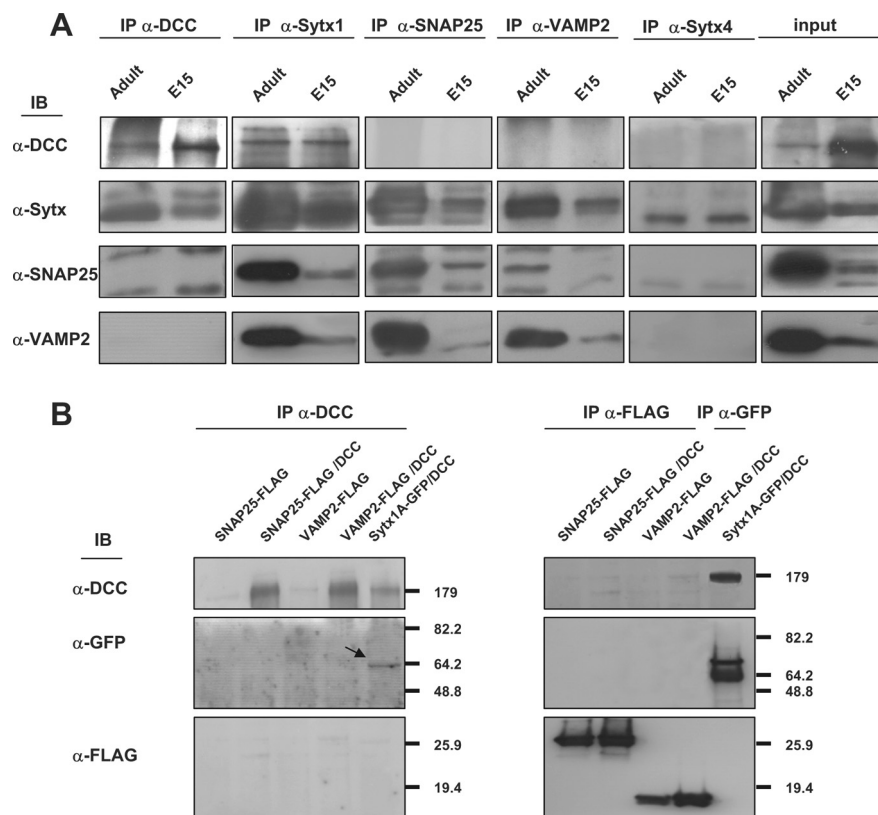 A
IP α-DCC IP α-Sytx1 IP α-SNAP25 IP α-VAMP2 IP α-Sytx4 input
Adult E15 Adult E15 Adult E15 Adult E15 Adult E15 Adult E15
IB
α-DCC
α-Sytx
α-SNAP25
α-VAMP2
B
IP α-DCC IP α-FLAG IP α-GFP
SNAP25-FLAG SNAP25-FLAG /DCC VAMP2-FLAG VAMP2-FLAG /DCC Sytx1A-GFP/DCC SNAP25-FLAG SNAP25-FLAG /DCC VAMP2-FLAG VAMP2-FLAG /DCC Sytx1A-GFP/DCC
IB
α-DCC 179 179
82.2 82.2
α-GFP
64.2 64.2
48.8 48.8
α-FLAG 25.9 25.9
19.4 19.4